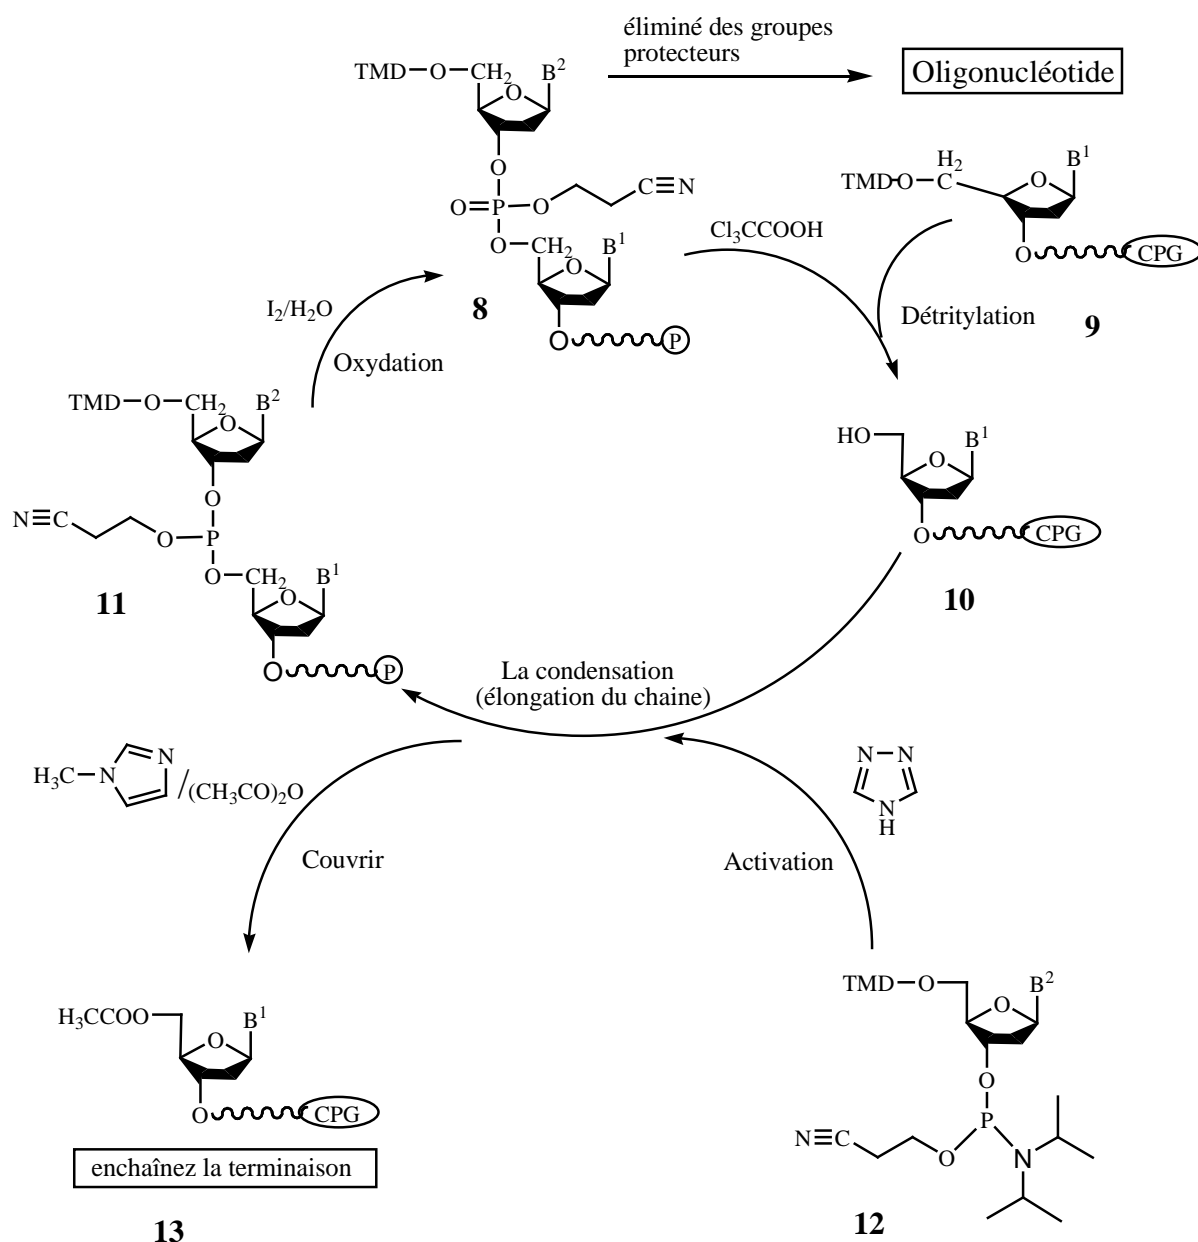 éliminé des groupes
protecteurs
Oligonucléotide
TMD—O—CH₂ B²
O
O
O=P—O C≡N
O—CH₂ B¹
O
O P
8
Cl₃CCOOH
H₂
TMD—O—C O B¹
O CPG
Détritylation
9
I₂/H₂O
Oxydation
TMD—O—CH₂ B²
O
O
N≡C O—P
O—CH₂ B¹
O
O P
11
HO B¹
O
O CPG
10
La condensation
(élongation du chaine)
H₃C—N N /(CH₃CO)₂O
N—N
N
H
Couvrir
Activation
H₃CCOO B¹
O
O CPG
enchaînez la terminaison
13
TMD—O B²
O
O
P
N≡C O N
12